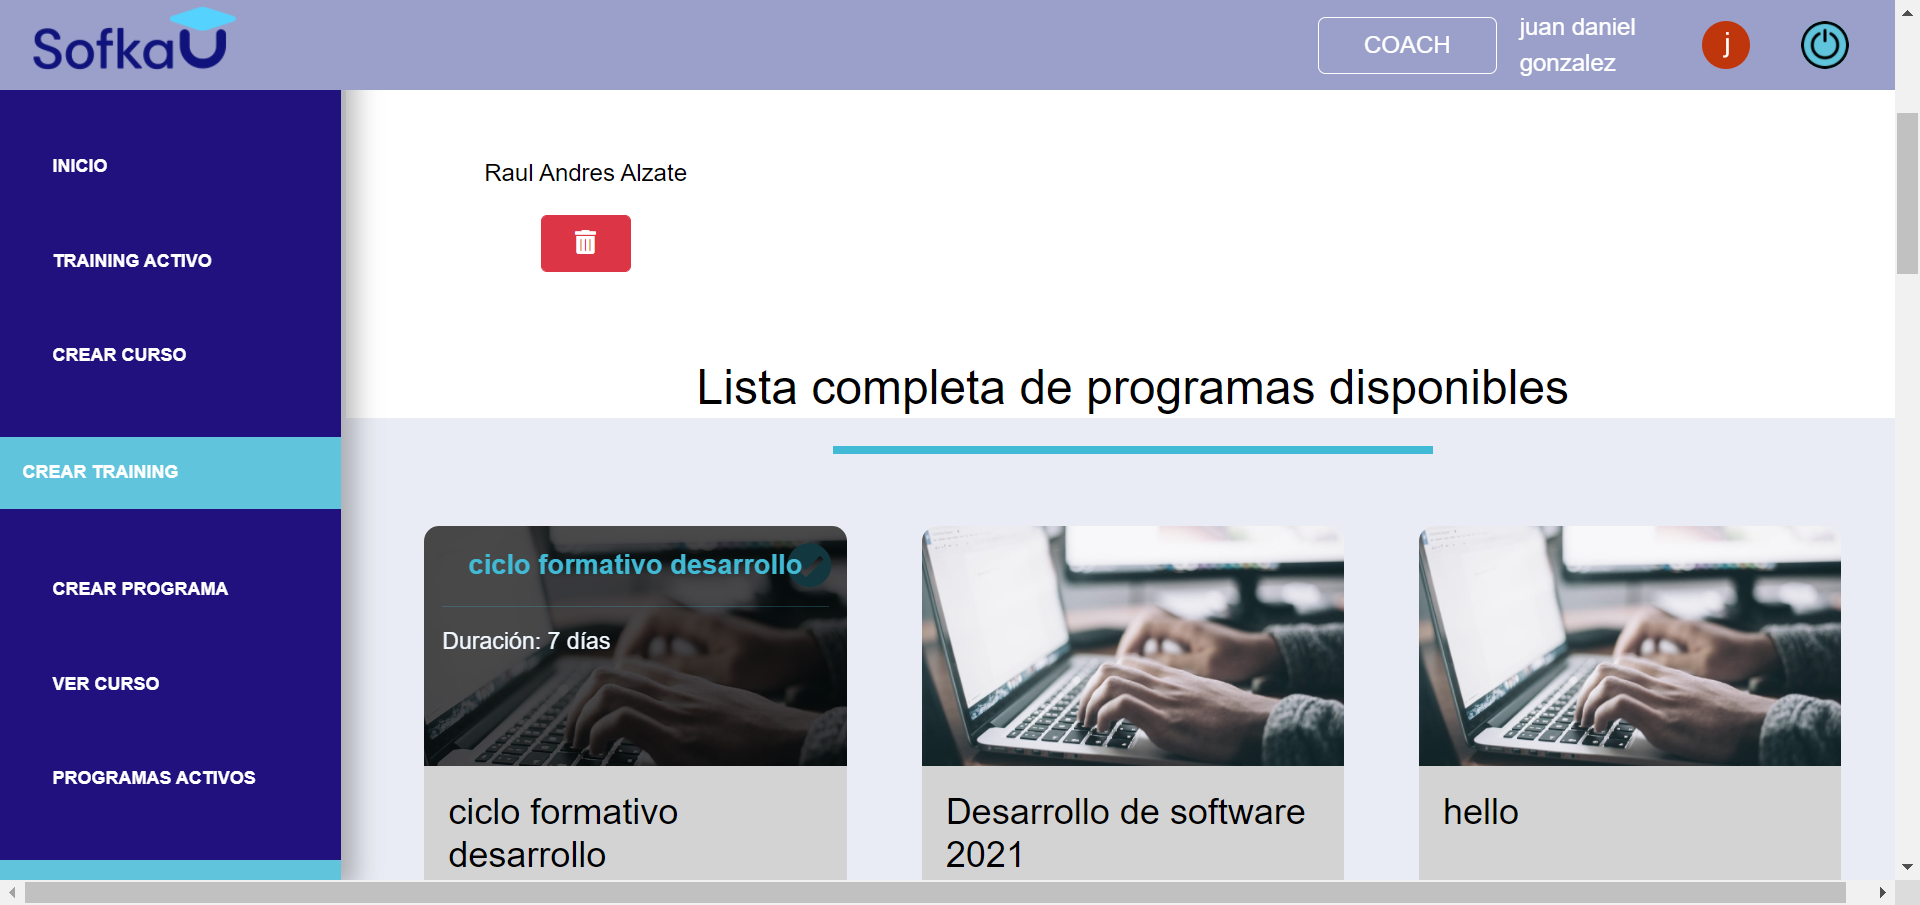 SofkaU
COACH
juan daniel
gonzalez
j
INICIO
TRAINING ACTIVO
CREAR CURSO
CREAR TRAINING
CREAR PROGRAMA
VER CURSO
PROGRAMAS ACTIVOS
Raul Andres Alzate
Lista completa de programas disponibles
ciclo formativo desarrollo
Duración: 7 días
ciclo formativo
desarrollo
Desarrollo de software
2021
hello